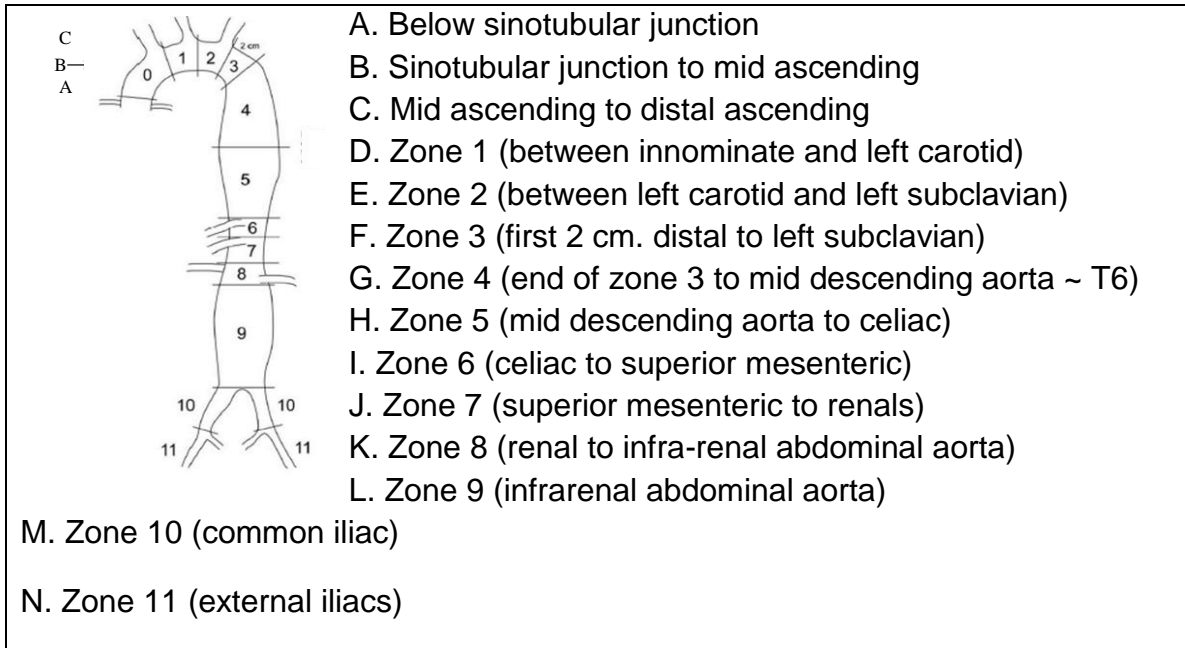 C
B
A
0
1
2
2 cm
3
4
5
6
7
8
9
10
10
11
11
A. Below sinotubular junction
B. Sinotubular junction to mid ascending
C. Mid ascending to distal ascending
D. Zone 1 (between innominate and left carotid)
E. Zone 2 (between left carotid and left subclavian)
F. Zone 3 (first 2 cm. distal to left subclavian)
G. Zone 4 (end of zone 3 to mid descending aorta ~ T6)
H. Zone 5 (mid descending aorta to celiac)
I. Zone 6 (celiac to superior mesenteric)
J. Zone 7 (superior mesenteric to renals)
K. Zone 8 (renal to infra-renal abdominal aorta)
L. Zone 9 (infrarenal abdominal aorta)
M. Zone 10 (common iliac)
N. Zone 11 (external iliacs)